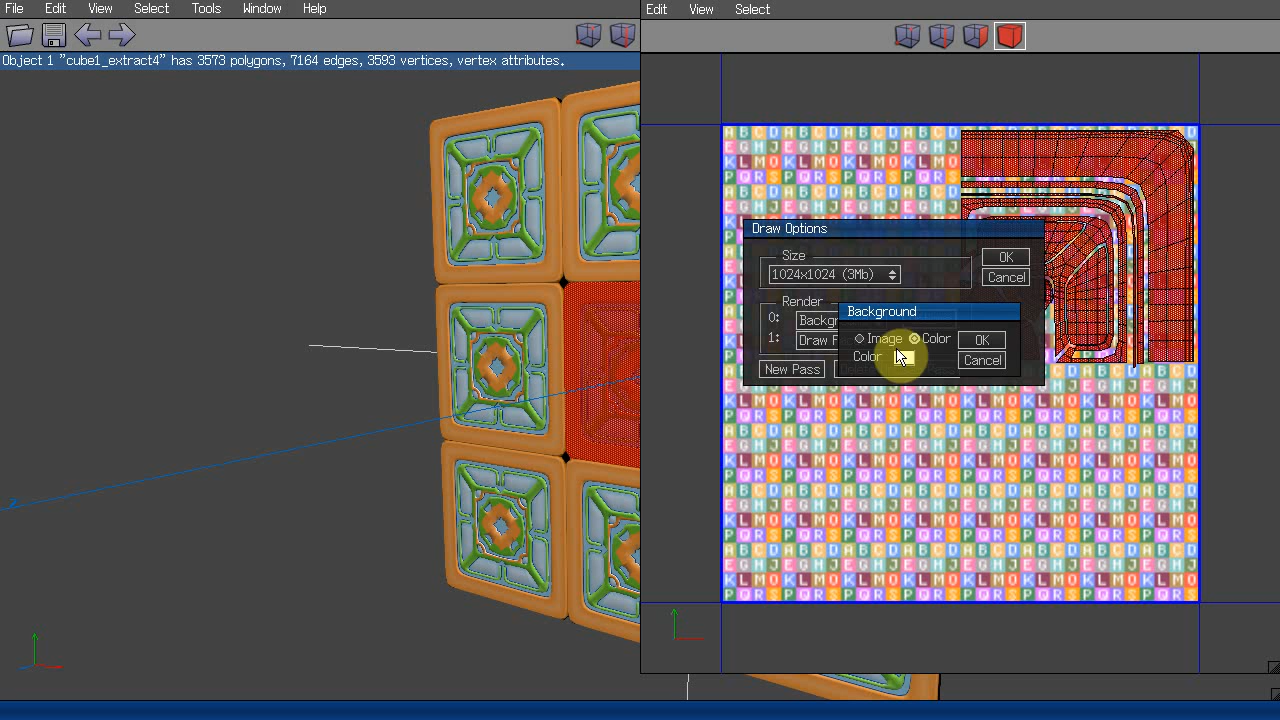 File Edit View Select Tools Window Help
Edit View Select
Object 1 "cube1_extract4" has 3573 polygons, 7164 edges, 3593 vertices, vertex attributes.
A B C D A B C D A B C D A B C D
E G H J E G H J E G H J E G H J
K L M O K L M O K L M O K L M O
P Q R S P Q R S P Q R S P Q R S
Draw Options
Size
1024x1024 (3Mb)
OK
Cancel
Render
0: Backgr
1: Draw F
New Pass
Background
Image Color
OK
Color
Cancel
Z